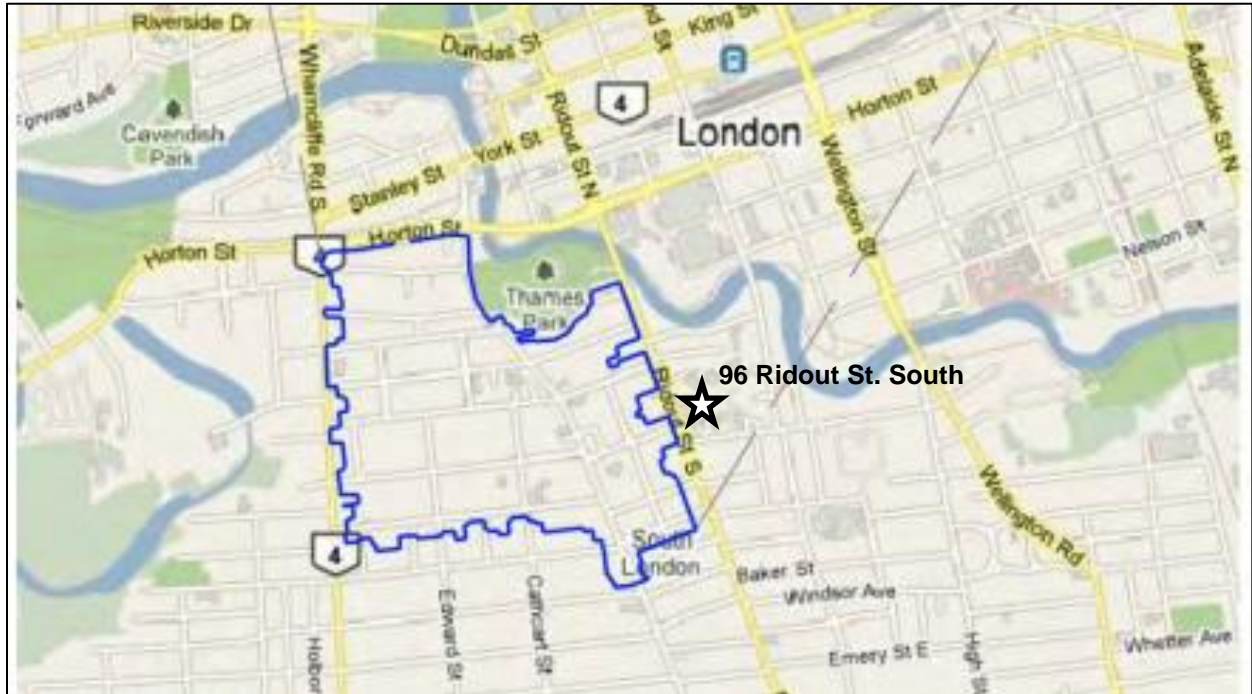 Riverside Dr
Dundas St
King St
Adelaide St N
Wharncliffe Rd S
Forward Ave
Cavendish
Park
Ridout St N
4
Horton St
London
York St
Stanley St
Wellington St
Horton St
Horton St
Nelson St
Thames
Park
96 Ridout St. South
Ridout St S
Wellington Rd
4
South
London
Baker St
Windsor Ave
Edward St
Cathcart St
High St
Whetter Ave
Emery St E